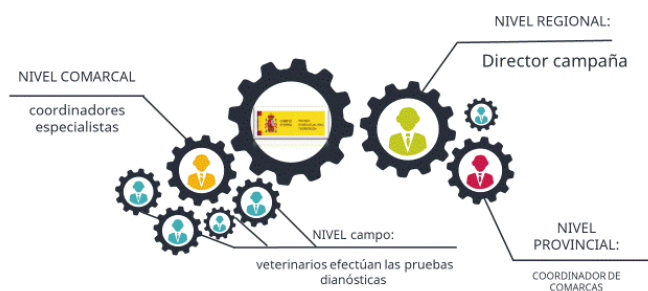 NIVEL REGIONAL:
Director campaña
NIVEL COMARCAL
coordinadores
especialistas
NIVEL campo:
veterinarios efectúan las pruebas
dianósticas
NIVEL
PROVINCIAL:
COORDINADOR DE
COMARCAS